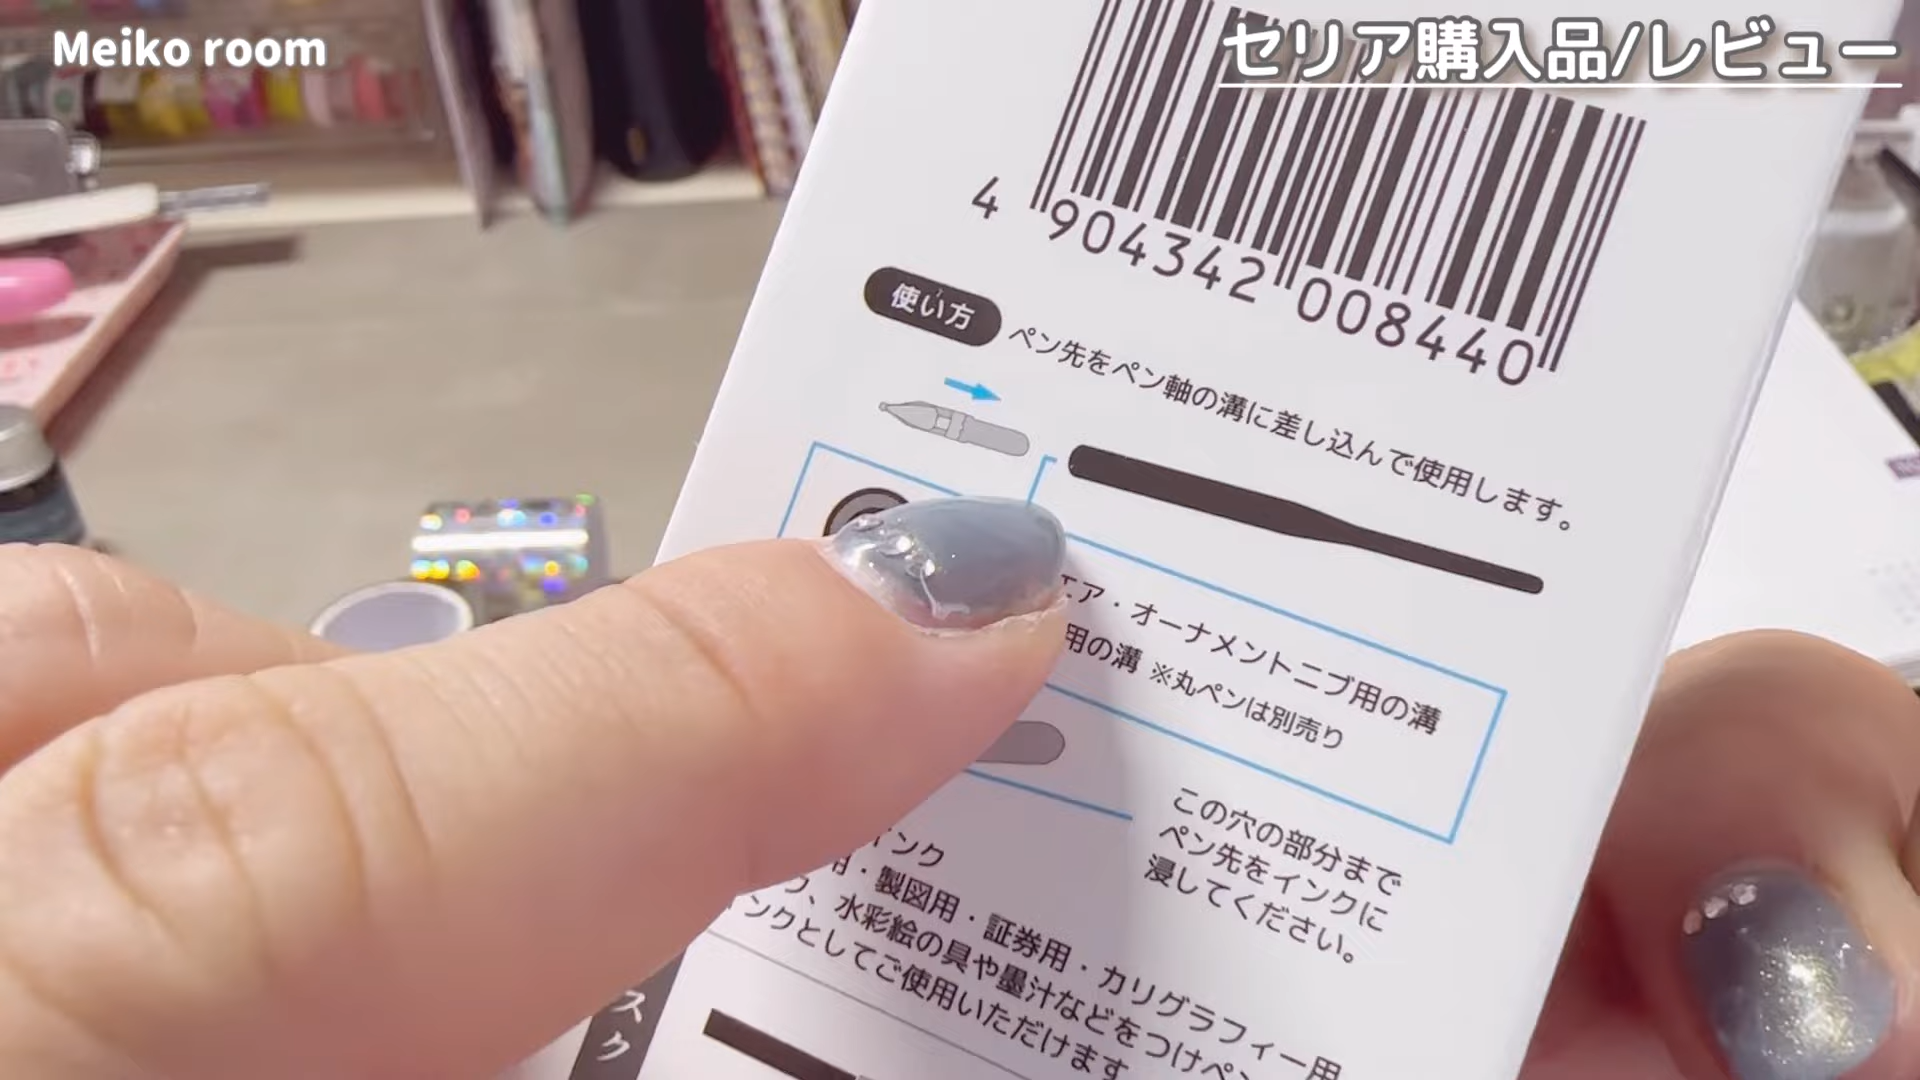 Meiko room
セリア購入品/レビュー
4 904342 008440
使い方
ペン先をペン軸の溝に差し込んで使用します。
エア・オーナメントニブ用の溝
用の溝 ※丸ペンは別売り
この穴の部分まで
ペン先をインクに
浸してください。
インク
用・製図用・証券用・カリグラフィー用
、水彩絵の具や墨汁などをつけペン
ンクとしてご使用いただけます
スク